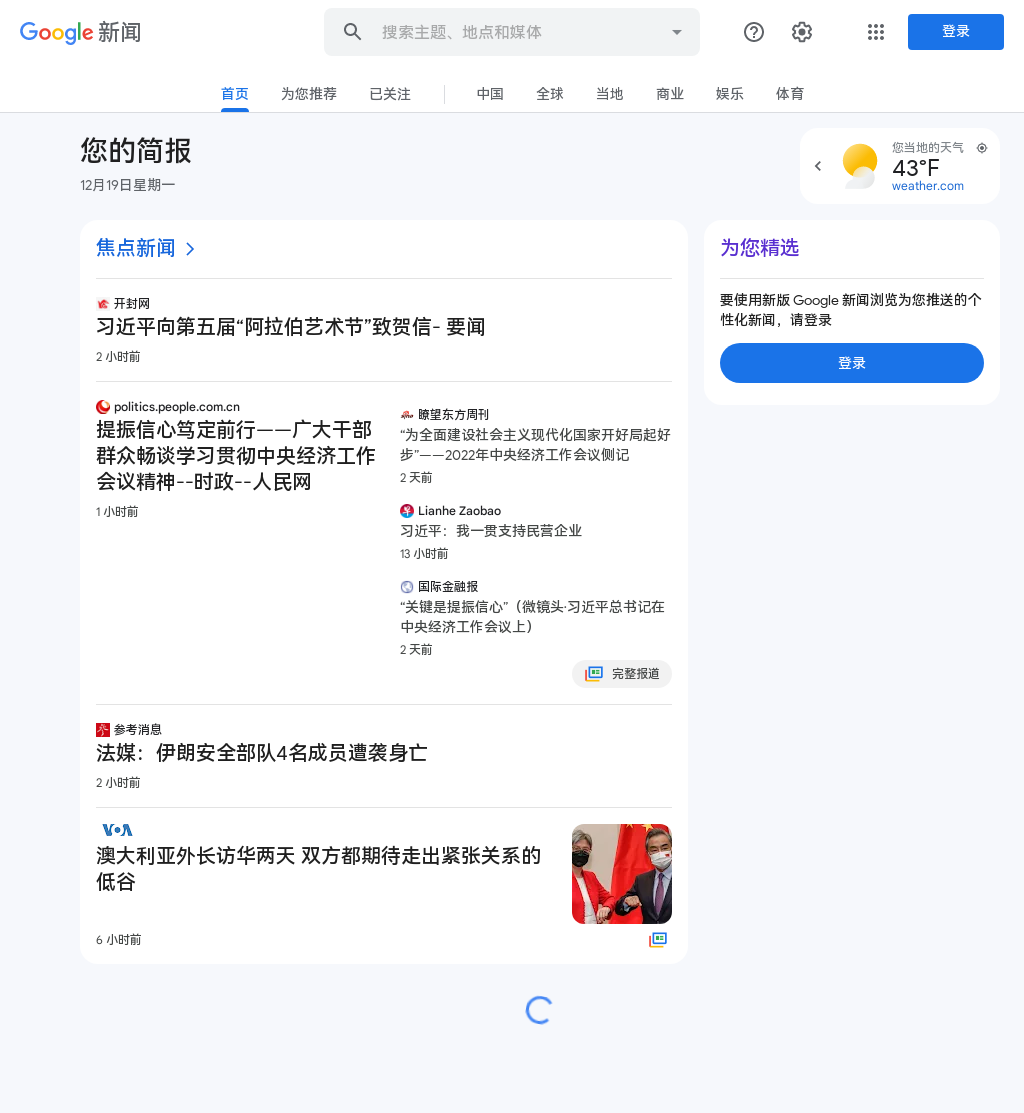 Google 新闻
搜索主题、地点和媒体
登录
首页
为您推荐
已关注
中国
全球
当地
商业
娱乐
体育
您的简报
12月19日星期一
您当地的天气
43°F
weather.com
焦点新闻
开封网
习近平向第五届“阿拉伯艺术节”致贺信- 要闻
2 小时前
politics.people.com.cn
提振信心笃定前行——广大干部
群众畅谈学习贯彻中央经济工作
会议精神--时政--人民网
1 小时前
瞭望东方周刊
“为全面建设社会主义现代化国家开好局起好
步”——2022年中央经济工作会议侧记
2 天前
Lianhe Zaobao
习近平：我一贯支持民营企业
13 小时前
国际金融报
“关键是提振信心”（微镜头·习近平总书记在
中央经济工作会议上）
2 天前
完整报道
参考消息
法媒：伊朗安全部队4名成员遭袭身亡
2 小时前
VOA
澳大利亚外长访华两天 双方都期待走出紧张关系的
低谷
6 小时前
为您精选
要使用新版 Google 新闻浏览为您推送的个
性化新闻，请登录
登录